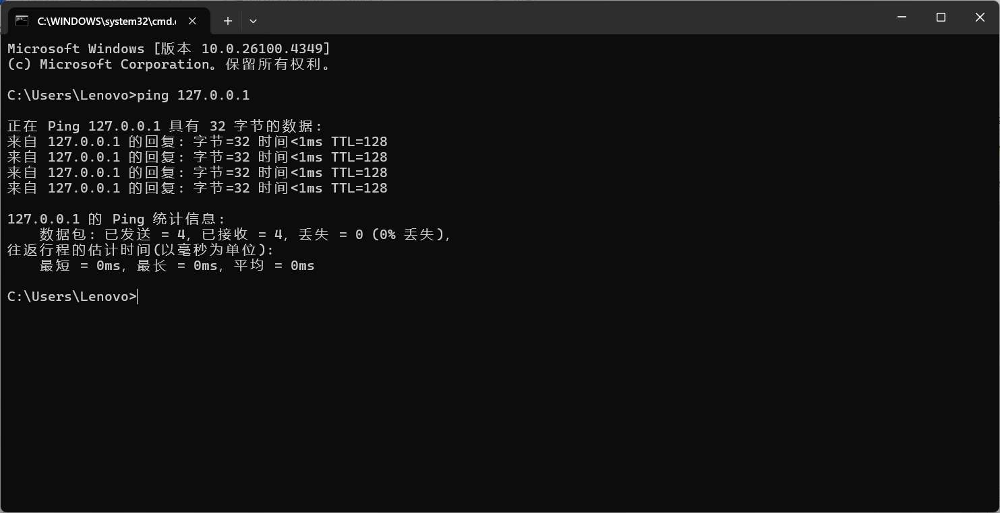 C:\WINDOWS\system32\cmd.
Microsoft Windows [版本 10.0.26100.4349]
(c) Microsoft Corporation。保留所有权利。
C:\Users\Lenovo>ping 127.0.0.1
正在 Ping 127.0.0.1 具有 32 字节的数据:
来自 127.0.0.1 的回复: 字节=32 时间<1ms TTL=128
来自 127.0.0.1 的回复: 字节=32 时间<1ms TTL=128
来自 127.0.0.1 的回复: 字节=32 时间<1ms TTL=128
来自 127.0.0.1 的回复: 字节=32 时间<1ms TTL=128
127.0.0.1 的 Ping 统计信息:
    数据包: 已发送 = 4，已接收 = 4，丢失 = 0 (0% 丢失)，
往返行程的估计时间(以毫秒为单位):
    最短 = 0ms，最长 = 0ms，平均 = 0ms
C:\Users\Lenovo>